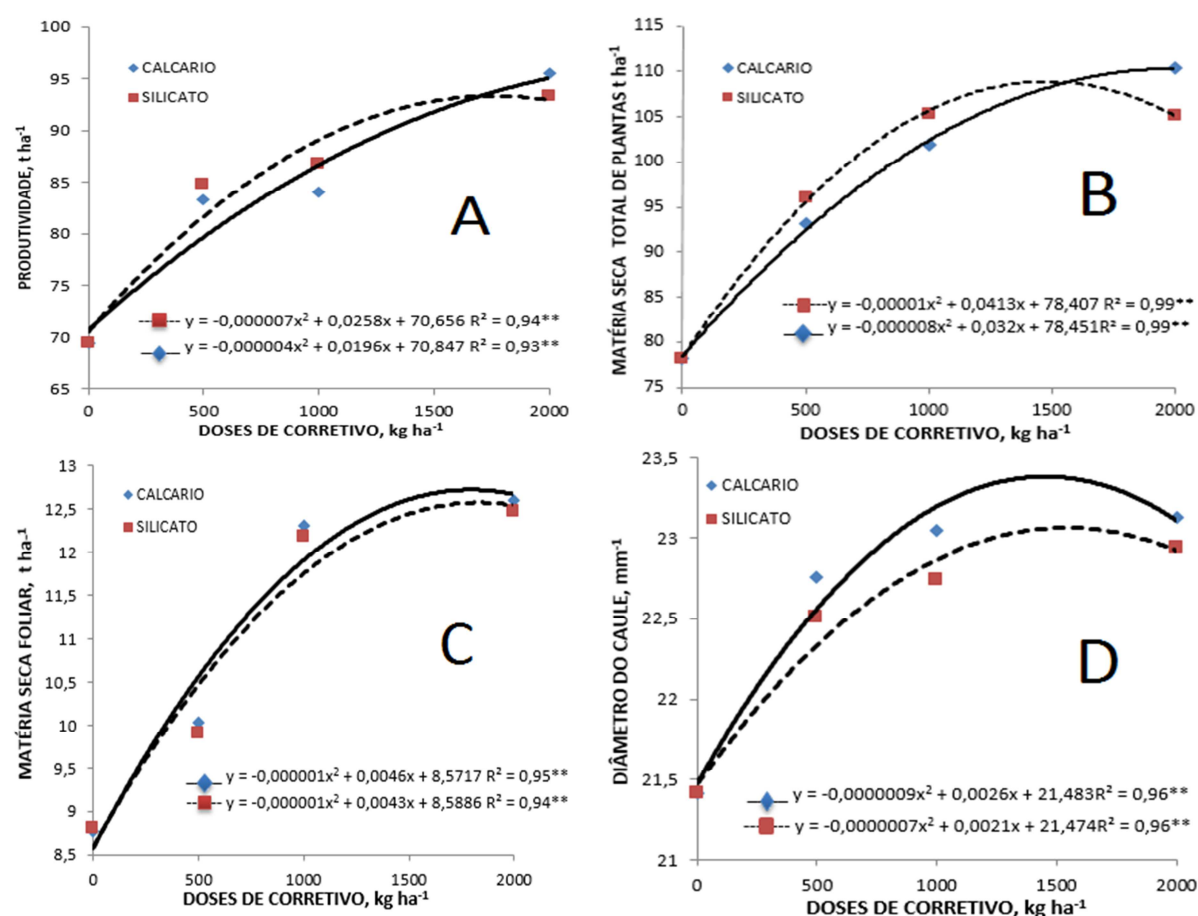 100
95
90
85
80
75
70
65
PRODUTIVIDADE, t ha⁻¹
CALCARIO
SILICATO
A
y = -0,000007x² + 0,0258x + 70,656 R² = 0,94**
y = -0,000004x² + 0,0196x + 70,847 R² = 0,93**
0 500 1000 1500 2000
DOSES DE CORRETIVO, kg ha⁻¹
115
110
105
100
95
90
85
80
75
MATÉRIA SECA TOTAL DE PLANTAS t ha⁻¹
CALCARIO
SILICATO
B
y = -0,00001x² + 0,0413x + 78,407 R² = 0,99**
y = -0,000008x² + 0,032x + 78,451R² = 0,99**
0 500 1000 1500 2000
DOSES DE CORRETIVO, kg ha⁻¹
13
12,5
12
11,5
11
10,5
10
9,5
9
8,5
MATÉRIA SECA FOLIAR, t ha⁻¹
CALCARIO
SILICATO
C
y = -0,000001x² + 0,0046x + 8,5717 R² = 0,95**
y = -0,000001x² + 0,0043x + 8,5886 R² = 0,94**
0 500 1000 1500 2000
DOSES DE CORRETIVO, kg ha⁻¹
23,5
23
22,5
22
21,5
21
DIÂMETRO DO CAULE, mm⁻¹
CALCARIO
SILICATO
D
y = -0,0000009x² + 0,0026x + 21,483R² = 0,96**
y = -0,0000007x² + 0,0021x + 21,474R² = 0,96**
0 500 1000 1500 2000
DOSES DE CORRETIVO, kg ha⁻¹